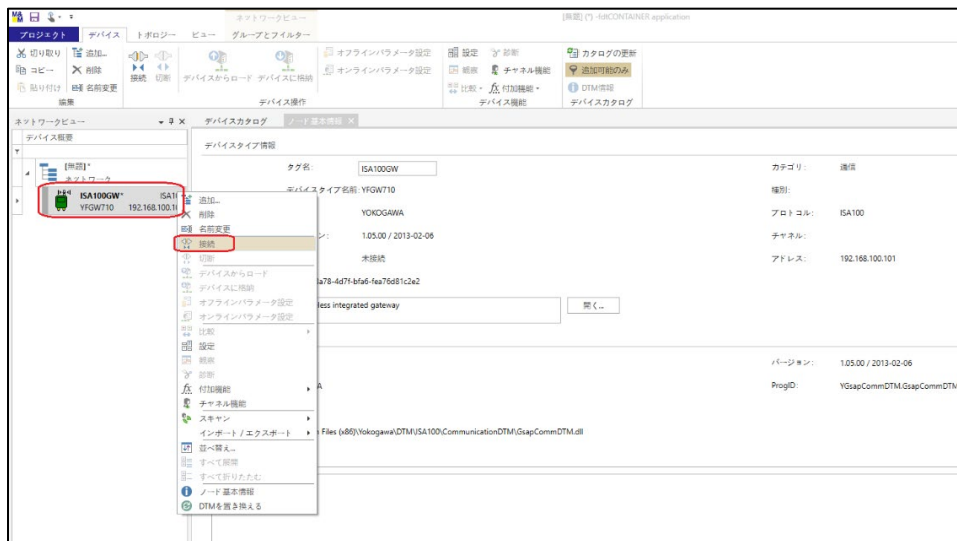 ネットワークビュー
[無題] (*) -fdtCONTAINER application
プロジェクト デバイス トポロジー ビュー グループとフィルター
切り取り 追加...
コピー 削除
貼り付け 名前変更
編集
接続 切断 デバイスからロード デバイスに格納
オフラインパラメータ設定
オンラインパラメータ設定
デバイス操作
設定 診断
観察 チャネル機能
比較 付加機能
デバイス機能
カタログの更新
追加可能のみ
DTM情報
デバイスカタログ
ネットワークビュー
デバイス概要
[無題]*
ネットワーク
ISA100GW* ISA10
YFGW710 192.168.100.10
デバイスカタログ ノード基本情報
デバイスタイプ情報
タグ名: ISA100GW カテゴリ: 通信
デバイスタイプ名前: YFGW710 種別:
YOKOGAWA プロトコル: ISA100
ン: 1.05.00 / 2013-02-06 チャネル:
未接続 アドレス: 192.168.100.101
a78-4d7f-bfa6-fea76d81c2e2
less integrated gateway 開く...
バージョン: 1.05.00 / 2013-02-06
A ProgID: YGsapCommDTM.GsapCommDTM
Files (x86)\Yokogawa\DTM\ISA100\CommunicationDTM\GsapCommDTM.dll
追加...
削除
名前変更
接続
切断
デバイスからロード
デバイスに格納
オフラインパラメータ設定
オンラインパラメータ設定
比較
設定
観察
診断
付加機能
チャネル機能
スキャン
インポート / エクスポート
並べ替え...
すべて展開
すべて折りたたむ
ノード基本情報
DTMを置き換える